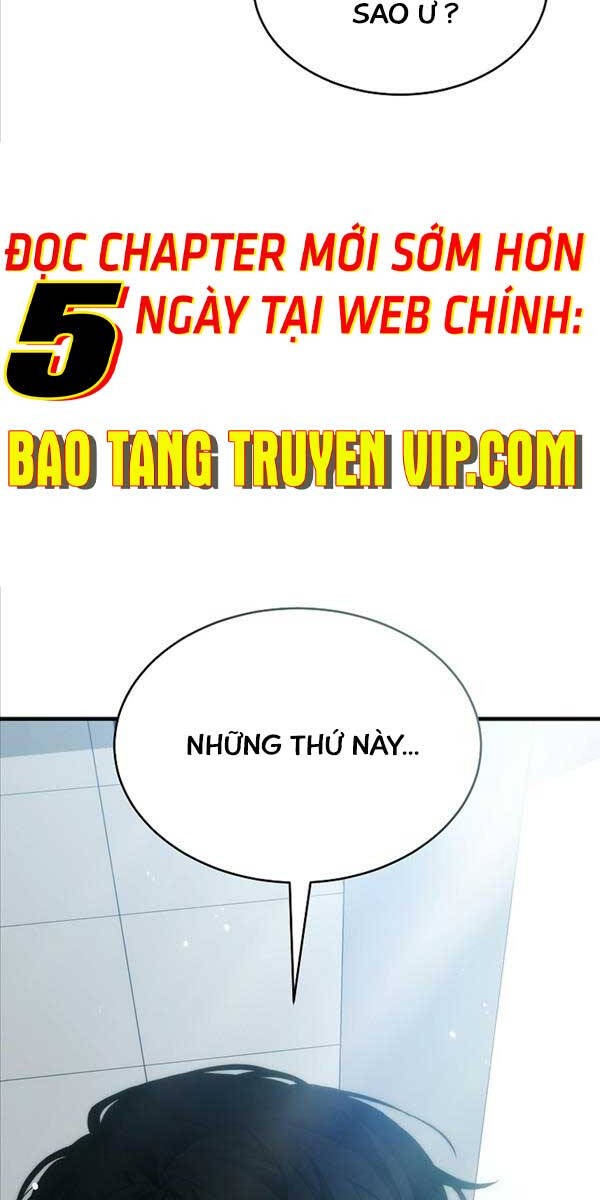 SAO Ư?
ĐỌC CHAPTER MỚI SỚM HƠN
5 NGÀY TẠI WEB CHÍNH:
BAO TANG TRUYEN VIP.COM
NHỮNG THỨ NÀY...